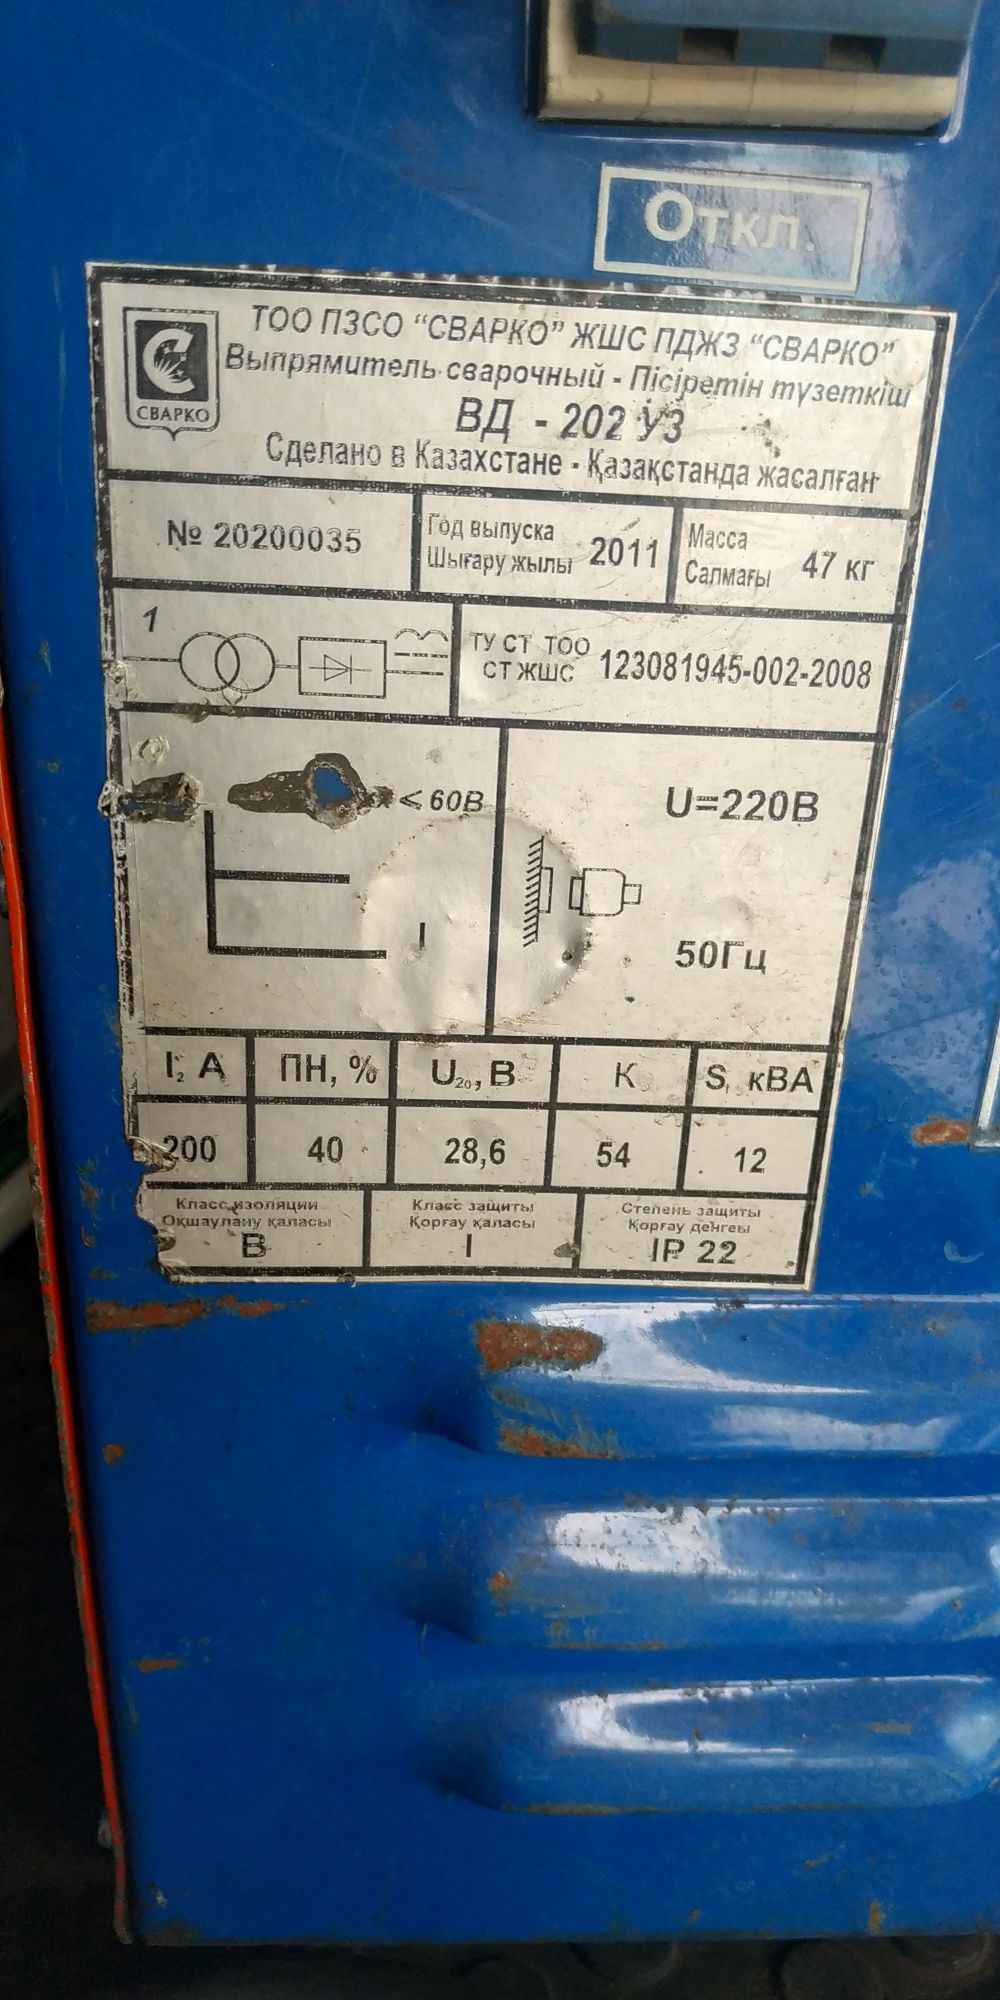 Откл.
ТОО ПЗСО “СВАРКО” ЖШС ПДЖЗ “СВАРКО”
СВАРКО
Выпрямитель сварочный - Пісіретін түзеткіш
ВД - 202 У3
Сделано в Казахстане - Қазақстанда жасалған
№ 20200035
Год выпуска
Шығару жылы
2011
Масса
Салмағы
47 кг
1
ТУ СТ ТОО
СТ ЖШС
123081945-002-2008
< 60В
I
U=220В
50Гц
I₂ А ПН, % U₂₀, В К S, кВА
200 40 28,6 54 12
Класс изоляции
Оқшаулану қаласы
В
Класс защиты
Қорғау қаласы
I
Степень защиты
Қорғау деңгеы
IP 22